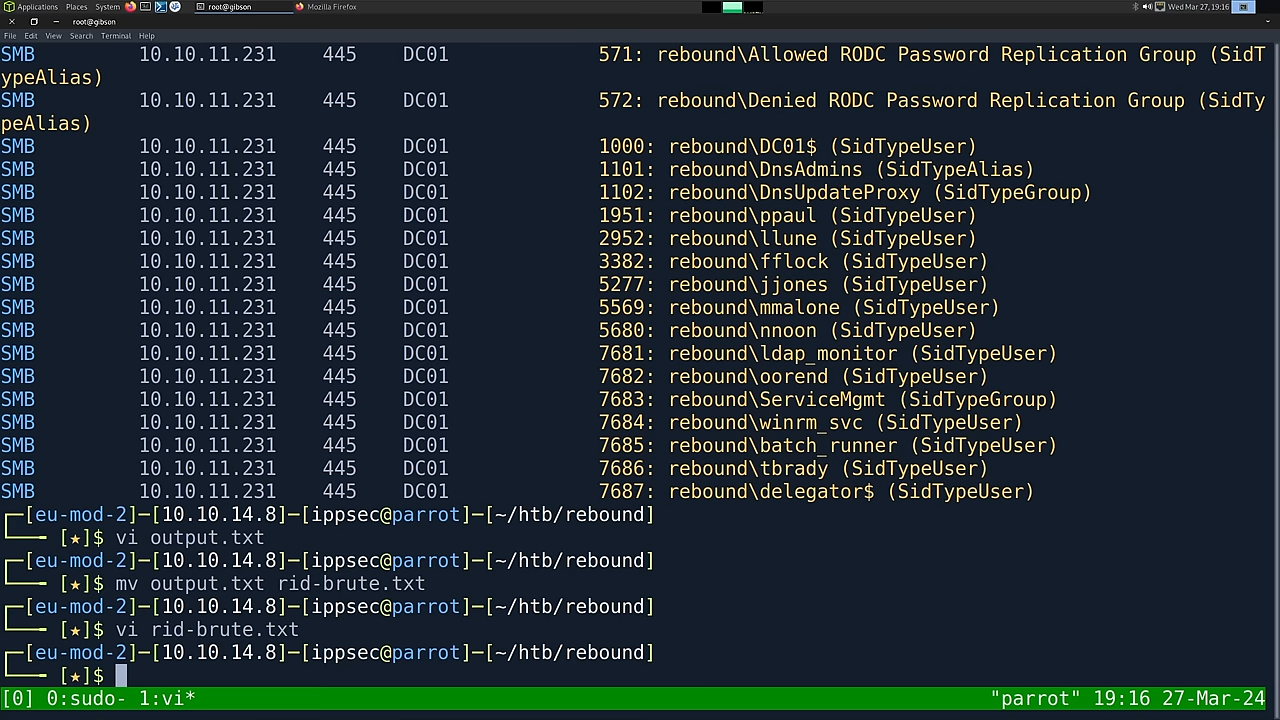 Applications Places System root@gibson Mozilla Firefox Wed Mar 27, 19:16
root@gibson
File Edit View Search Terminal Help
SMB 10.10.11.231 445 DC01 571: rebound\Allowed RODC Password Replication Group (SidT
ypeAlias)
SMB 10.10.11.231 445 DC01 572: rebound\Denied RODC Password Replication Group (SidTy
peAlias)
SMB 10.10.11.231 445 DC01 1000: rebound\DC01$ (SidTypeUser)
SMB 10.10.11.231 445 DC01 1101: rebound\DnsAdmins (SidTypeAlias)
SMB 10.10.11.231 445 DC01 1102: rebound\DnsUpdateProxy (SidTypeGroup)
SMB 10.10.11.231 445 DC01 1951: rebound\ppaul (SidTypeUser)
SMB 10.10.11.231 445 DC01 2952: rebound\llune (SidTypeUser)
SMB 10.10.11.231 445 DC01 3382: rebound\fflock (SidTypeUser)
SMB 10.10.11.231 445 DC01 5277: rebound\jjones (SidTypeUser)
SMB 10.10.11.231 445 DC01 5569: rebound\mmalone (SidTypeUser)
SMB 10.10.11.231 445 DC01 5680: rebound\nnoon (SidTypeUser)
SMB 10.10.11.231 445 DC01 7681: rebound\ldap_monitor (SidTypeUser)
SMB 10.10.11.231 445 DC01 7682: rebound\oorend (SidTypeUser)
SMB 10.10.11.231 445 DC01 7683: rebound\ServiceMgmt (SidTypeGroup)
SMB 10.10.11.231 445 DC01 7684: rebound\winrm_svc (SidTypeUser)
SMB 10.10.11.231 445 DC01 7685: rebound\batch_runner (SidTypeUser)
SMB 10.10.11.231 445 DC01 7686: rebound\tbrady (SidTypeUser)
SMB 10.10.11.231 445 DC01 7687: rebound\delegator$ (SidTypeUser)
┌─[eu-mod-2]─[10.10.14.8]─[ippsec@parrot]─[~/htb/rebound]
└──╼ [★]$ vi output.txt
┌─[eu-mod-2]─[10.10.14.8]─[ippsec@parrot]─[~/htb/rebound]
└──╼ [★]$ mv output.txt rid-brute.txt
┌─[eu-mod-2]─[10.10.14.8]─[ippsec@parrot]─[~/htb/rebound]
└──╼ [★]$ vi rid-brute.txt
┌─[eu-mod-2]─[10.10.14.8]─[ippsec@parrot]─[~/htb/rebound]
└──╼ [★]$
[0] 0:sudo- 1:vi* "parrot" 19:16 27-Mar-24